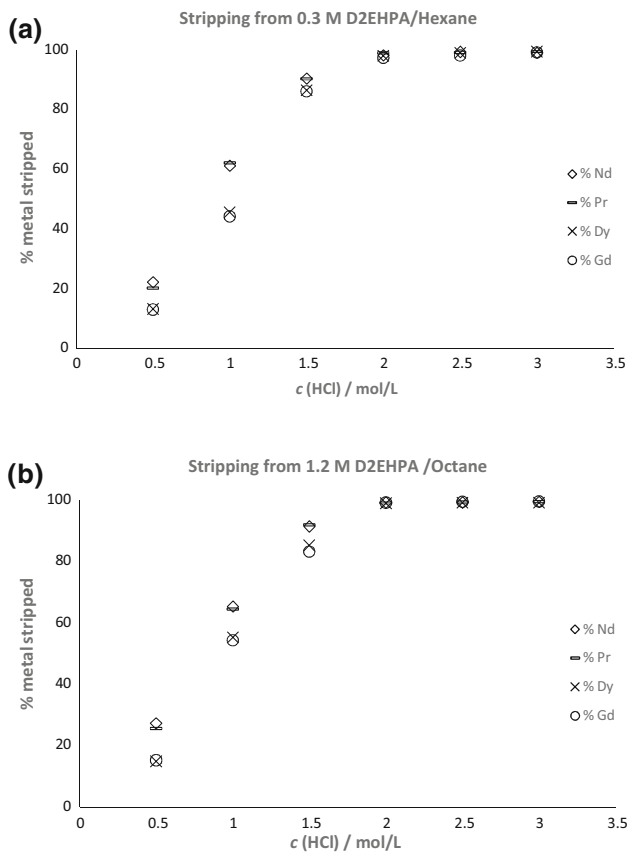 (a)
Stripping from 0.3 M D2EHPA/Hexane
% metal stripped
100
80
60
40
20
0
0 0.5 1 1.5 2 2.5 3 3.5
c (HCl) / mol/L
% Nd
% Pr
% Dy
% Gd
(b)
Stripping from 1.2 M D2EHPA /Octane
% metal stripped
100
80
60
40
20
0
0 0.5 1 1.5 2 2.5 3 3.5
c (HCl) / mol/L
% Nd
% Pr
% Dy
% Gd